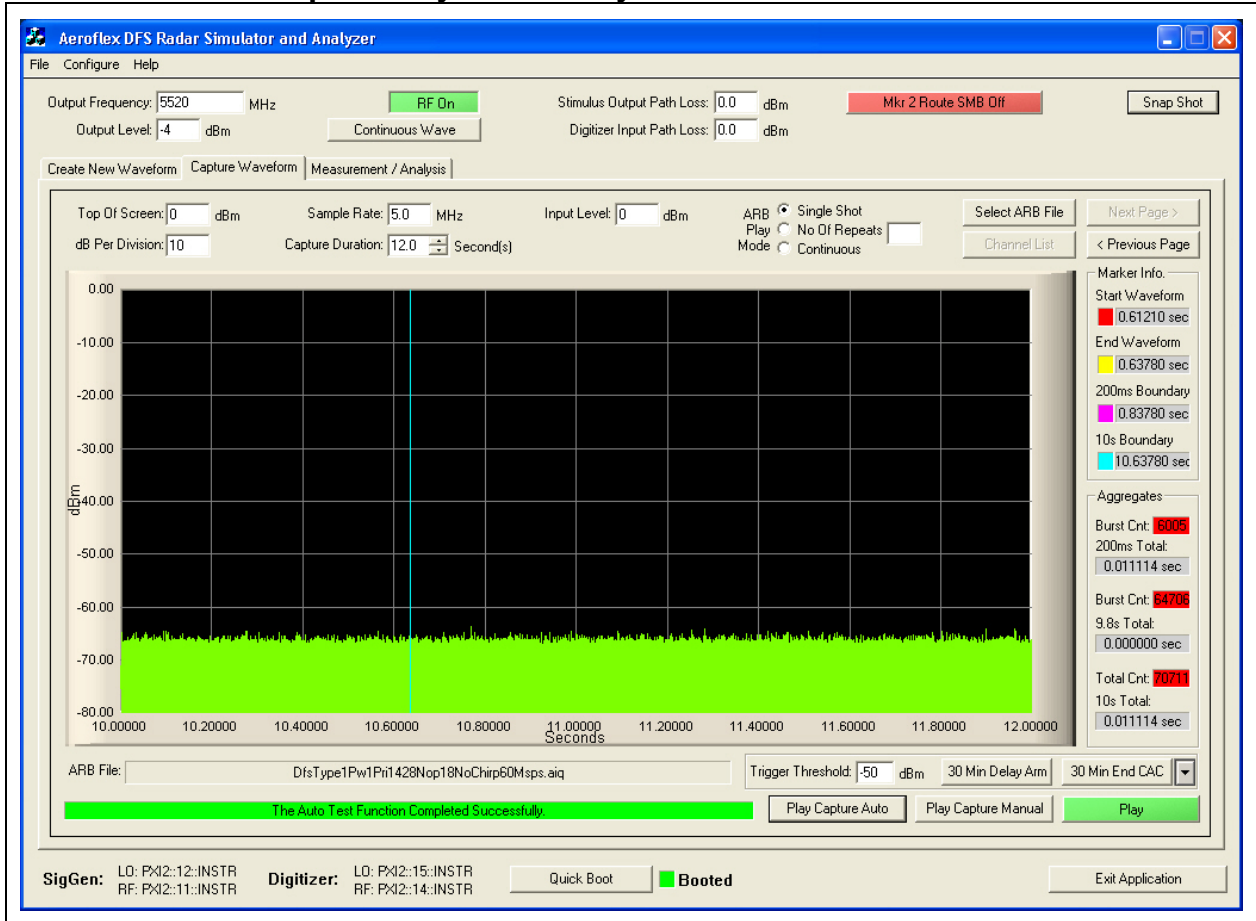 Aeroflex DFS Radar Simulator and Analyzer
File Configure Help
Output Frequency: 5520 MHz
RF On
Stimulus Output Path Loss: 0.0 dBm
Mkr 2 Route SMB Off
Snap Shot
Output Level: -4 dBm
Continuous Wave
Digitizer Input Path Loss: 0.0 dBm
Create New Waveform
Capture Waveform
Measurement / Analysis
Top Of Screen: 0 dBm
Sample Rate: 5.0 MHz
Input Level: 0 dBm
ARB Play Mode
Single Shot
No Of Repeats
Continuous
Select ARB File
Next Page >
dB Per Division: 10
Capture Duration: 12.0 Second(s)
Channel List
< Previous Page
0.00
-10.00
-20.00
-30.00
-40.00
-50.00
-60.00
-70.00
-80.00
dBm
10.00000 10.20000 10.40000 10.60000 10.80000 11.00000 11.20000 11.40000 11.60000 11.80000 12.00000
Seconds
Marker Info.
Start Waveform
0.61210 sec
End Waveform
0.63780 sec
200ms Boundary
0.83780 sec
10s Boundary
10.63780 sec
Aggregates
Burst Cnt: 6005
200ms Total:
0.011114 sec
Burst Cnt: 64706
9.8s Total:
0.000000 sec
Total Cnt: 70711
10s Total:
0.011114 sec
ARB File: DfsType1Pw1Pri1428Nop18NoChirp60Msps.aiq
Trigger Threshold: -50 dBm
30 Min Delay Arm
30 Min End CAC
The Auto Test Function Completed Successfully.
Play Capture Auto
Play Capture Manual
Play
SigGen: LO: PXI2::12::INSTR
RF: PXI2::11::INSTR
Digitizer: LO: PXI2::15::INSTR
RF: PXI2::14::INSTR
Quick Boot
Booted
Exit Application